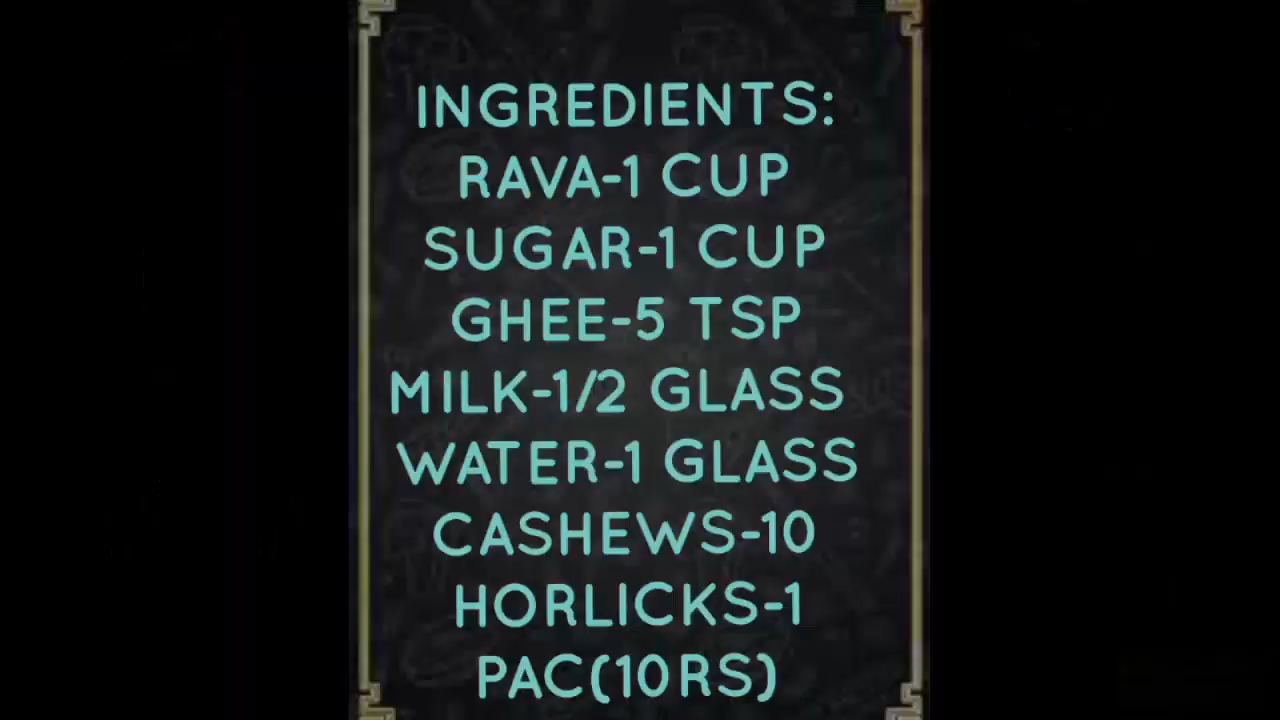 INGREDIENTS:
RAVA-1 CUP
SUGAR-1 CUP
GHEE-5 TSP
MILK-1/2 GLASS
WATER-1 GLASS
CASHEWS-10
HORLICKS-1
PAC(10RS)